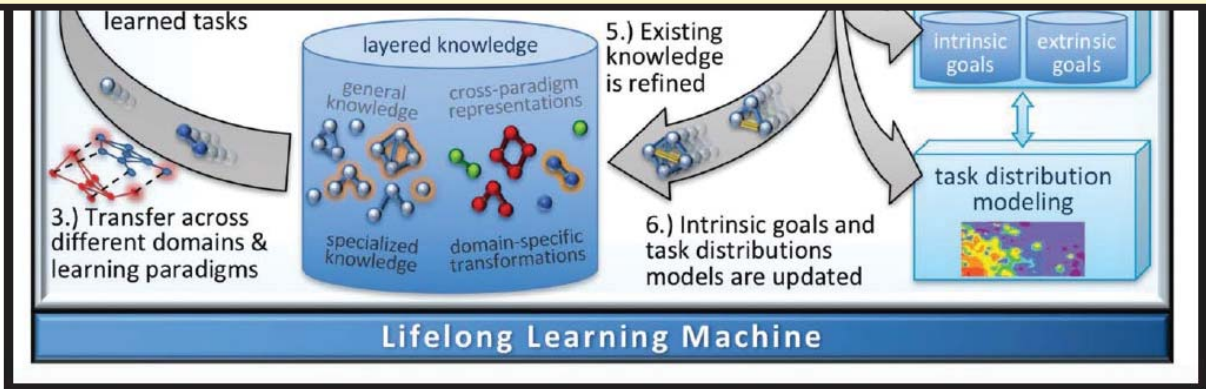 learned tasks
3.) Transfer across
different domains &
learning paradigms
layered knowledge
general
knowledge
cross-paradigm
representations
specialized
knowledge
domain-specific
transformations
5.) Existing
knowledge
is refined
6.) Intrinsic goals and
task distributions
models are updated
intrinsic
goals
extrinsic
goals
task distribution
modeling
Lifelong Learning Machine